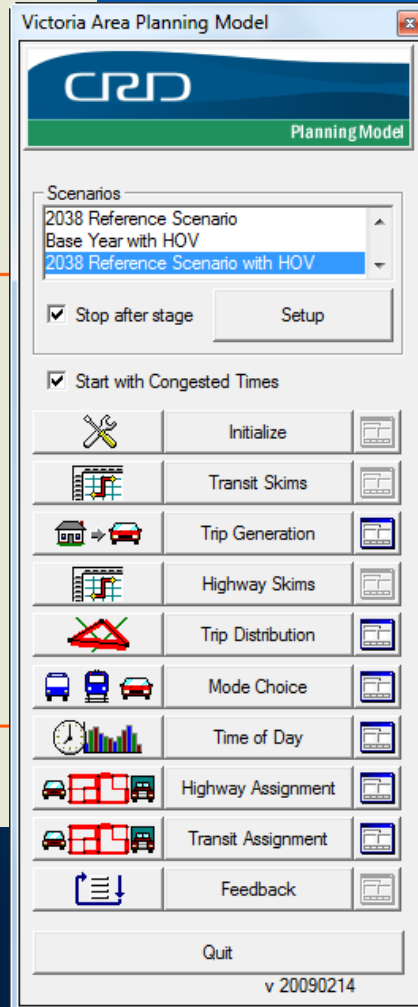 Victoria Area Planning Model
CRD
Planning Model
Scenarios
2038 Reference Scenario
Base Year with HOV
2038 Reference Scenario with HOV
Stop after stage
Setup
Start with Congested Times
Initialize
Transit Skims
Trip Generation
Highway Skims
Trip Distribution
Mode Choice
Time of Day
Highway Assignment
Transit Assignment
Feedback
Quit
v 20090214